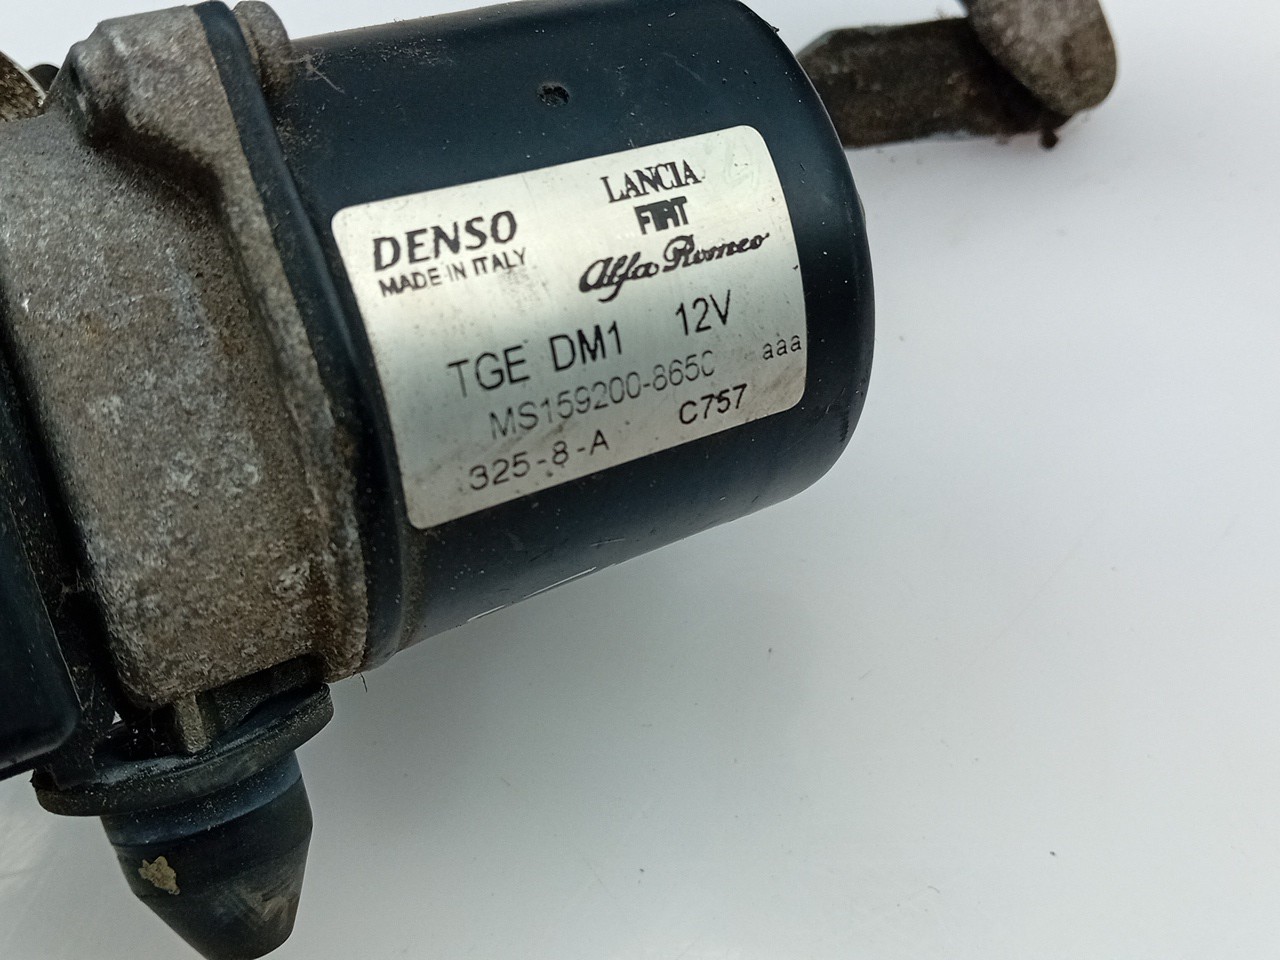 DENSO
MADE IN ITALY
LANCIA
FIAT
Alfa Romeo
TGE DM1 12V
MS159200-865C aaa
325-8-A C757